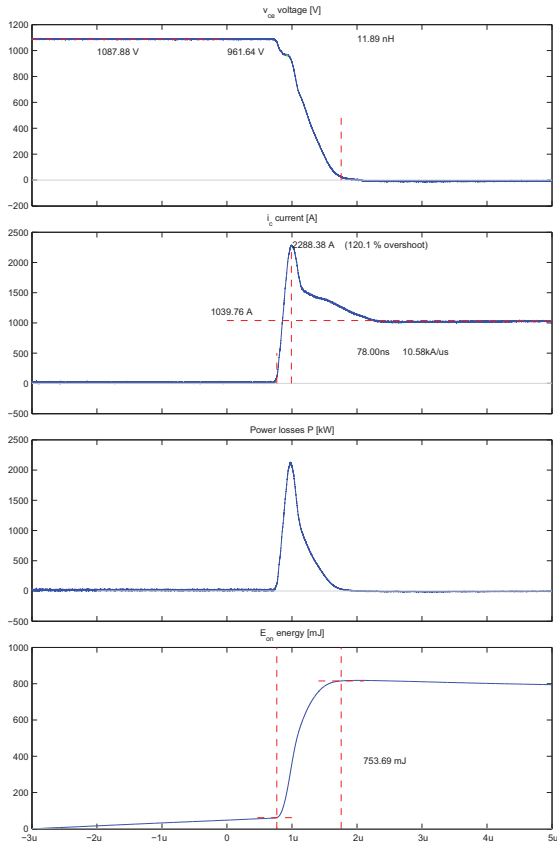 v_ce voltage [V]
1200
1000
800
600
400
200
0
−200
1087.88 V
961.64 V
11.89 nH
i_c current [A]
2500
2000
1500
1000
500
0
−500
2288.38 A (120.1 % overshoot)
1039.76 A
78.00ns 10.58kA/us
Power losses P [kW]
2500
2000
1500
1000
500
0
−500
E_on energy [mJ]
1000
800
600
400
200
0
753.69 mJ
−3u −2u −1u 0 1u 2u 3u 4u 5u